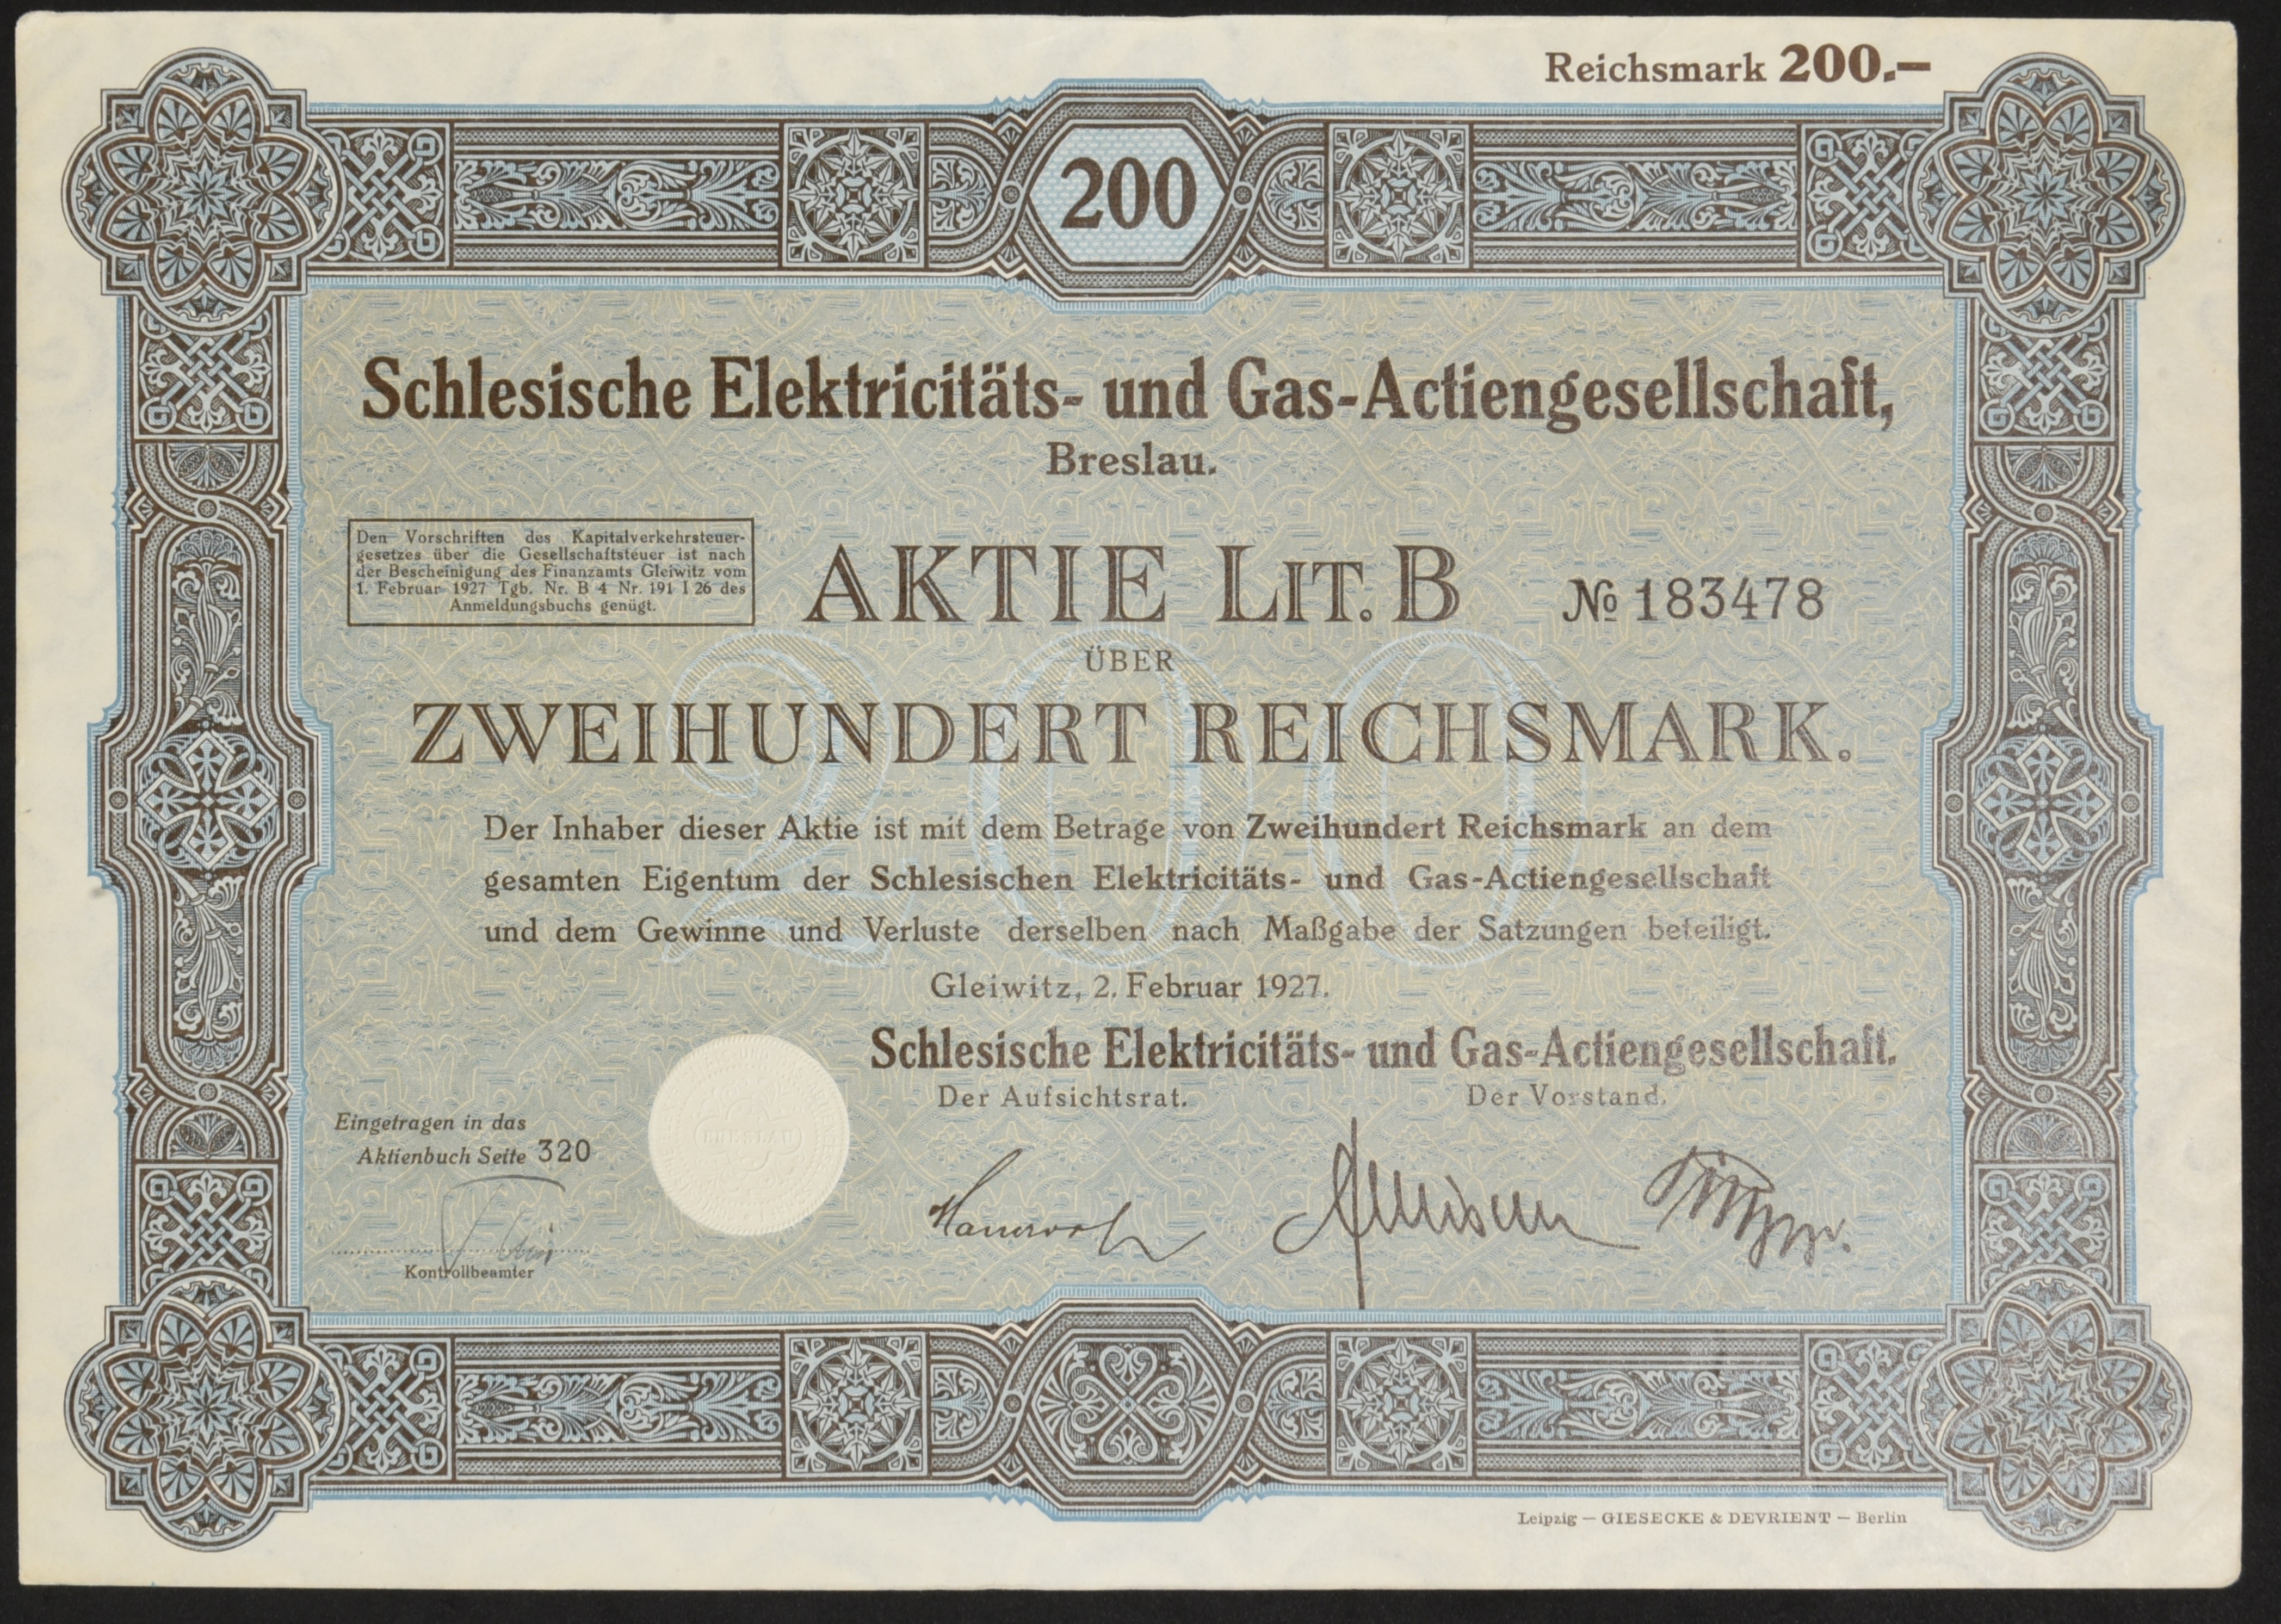 Reichsmark 200.—
200
Schlesische Elektricitäts- und Gas-Actiengesellschaft,
Breslau.
Den Vorschriften des Kapitalverkehrsteuer-
gesetzes über die Gesellschaftsteuer ist nach
der Bescheinigung des Finanzamts Gleiwitz vom
1. Februar 1927 Tgb. Nr. B 4 Nr. 191 I 26 des
Anmeldungsbuchs genügt.
AKTIE LIT. B № 183478
ÜBER
ZWEIHUNDERT REICHSMARK.
200
Der Inhaber dieser Aktie ist mit dem Betrage von Zweihundert Reichsmark an dem
gesamten Eigentum der Schlesischen Elektricitäts- und Gas-Actiengesellschaft
und dem Gewinne und Verluste derselben nach Maßgabe der Satzungen beteiligt.
Gleiwitz, 2. Februar 1927.
Schlesische Elektricitäts- und Gas-Actiengesellschaft.
Der Aufsichtsrat. Der Vorstand.
Eingetragen in das
Aktienbuch Seite 320
BRESLAU
Kontrollbeamter
Leipzig — GIESECKE & DEVRIENT — Berlin